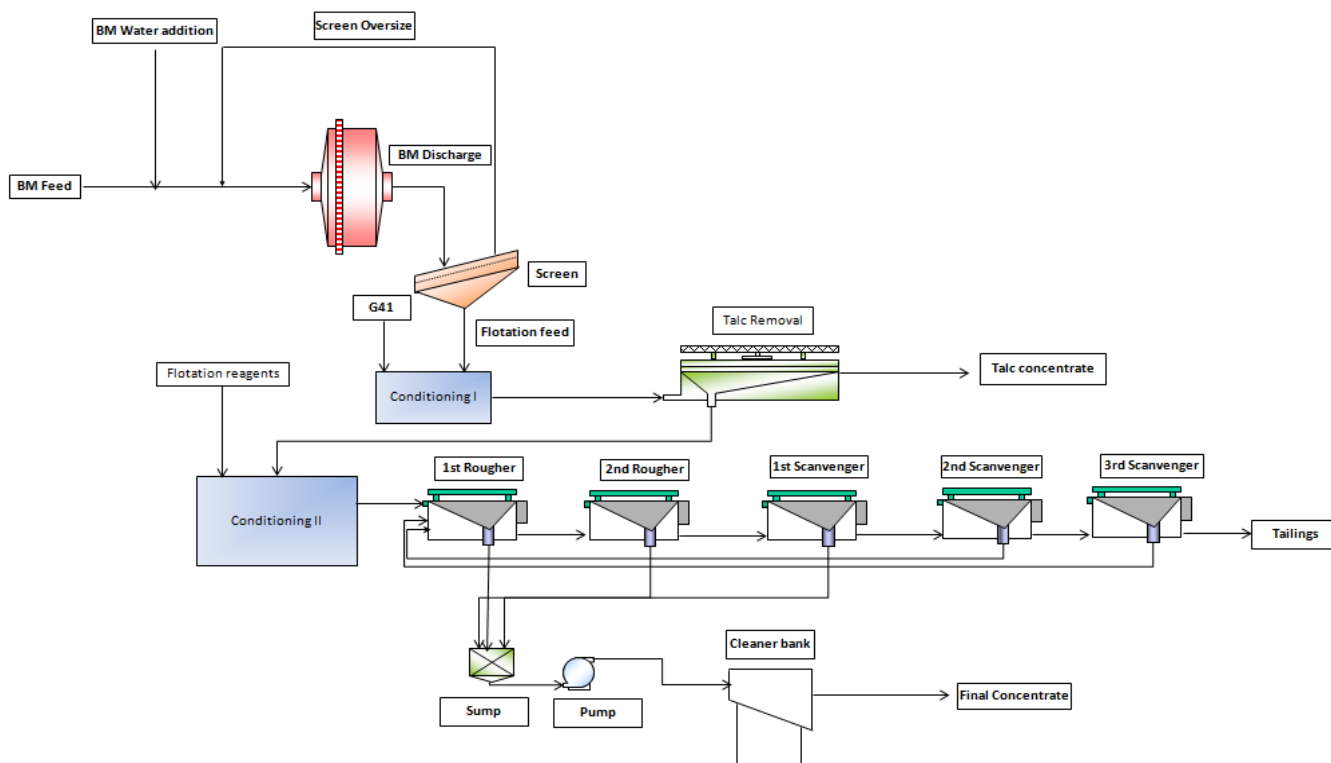 Screen Oversize
BM Water addition
BM Discharge
BM Feed
Screen
G41
Flotation feed
Talc Removal
Talc concentrate
Flotation reagents
Conditioning I
1st Rougher
2nd Rougher
1st Scanvenger
2nd Scanvenger
3rd Scanvenger
Conditioning II
Tailings
Cleaner bank
Final Concentrate
Sump
Pump